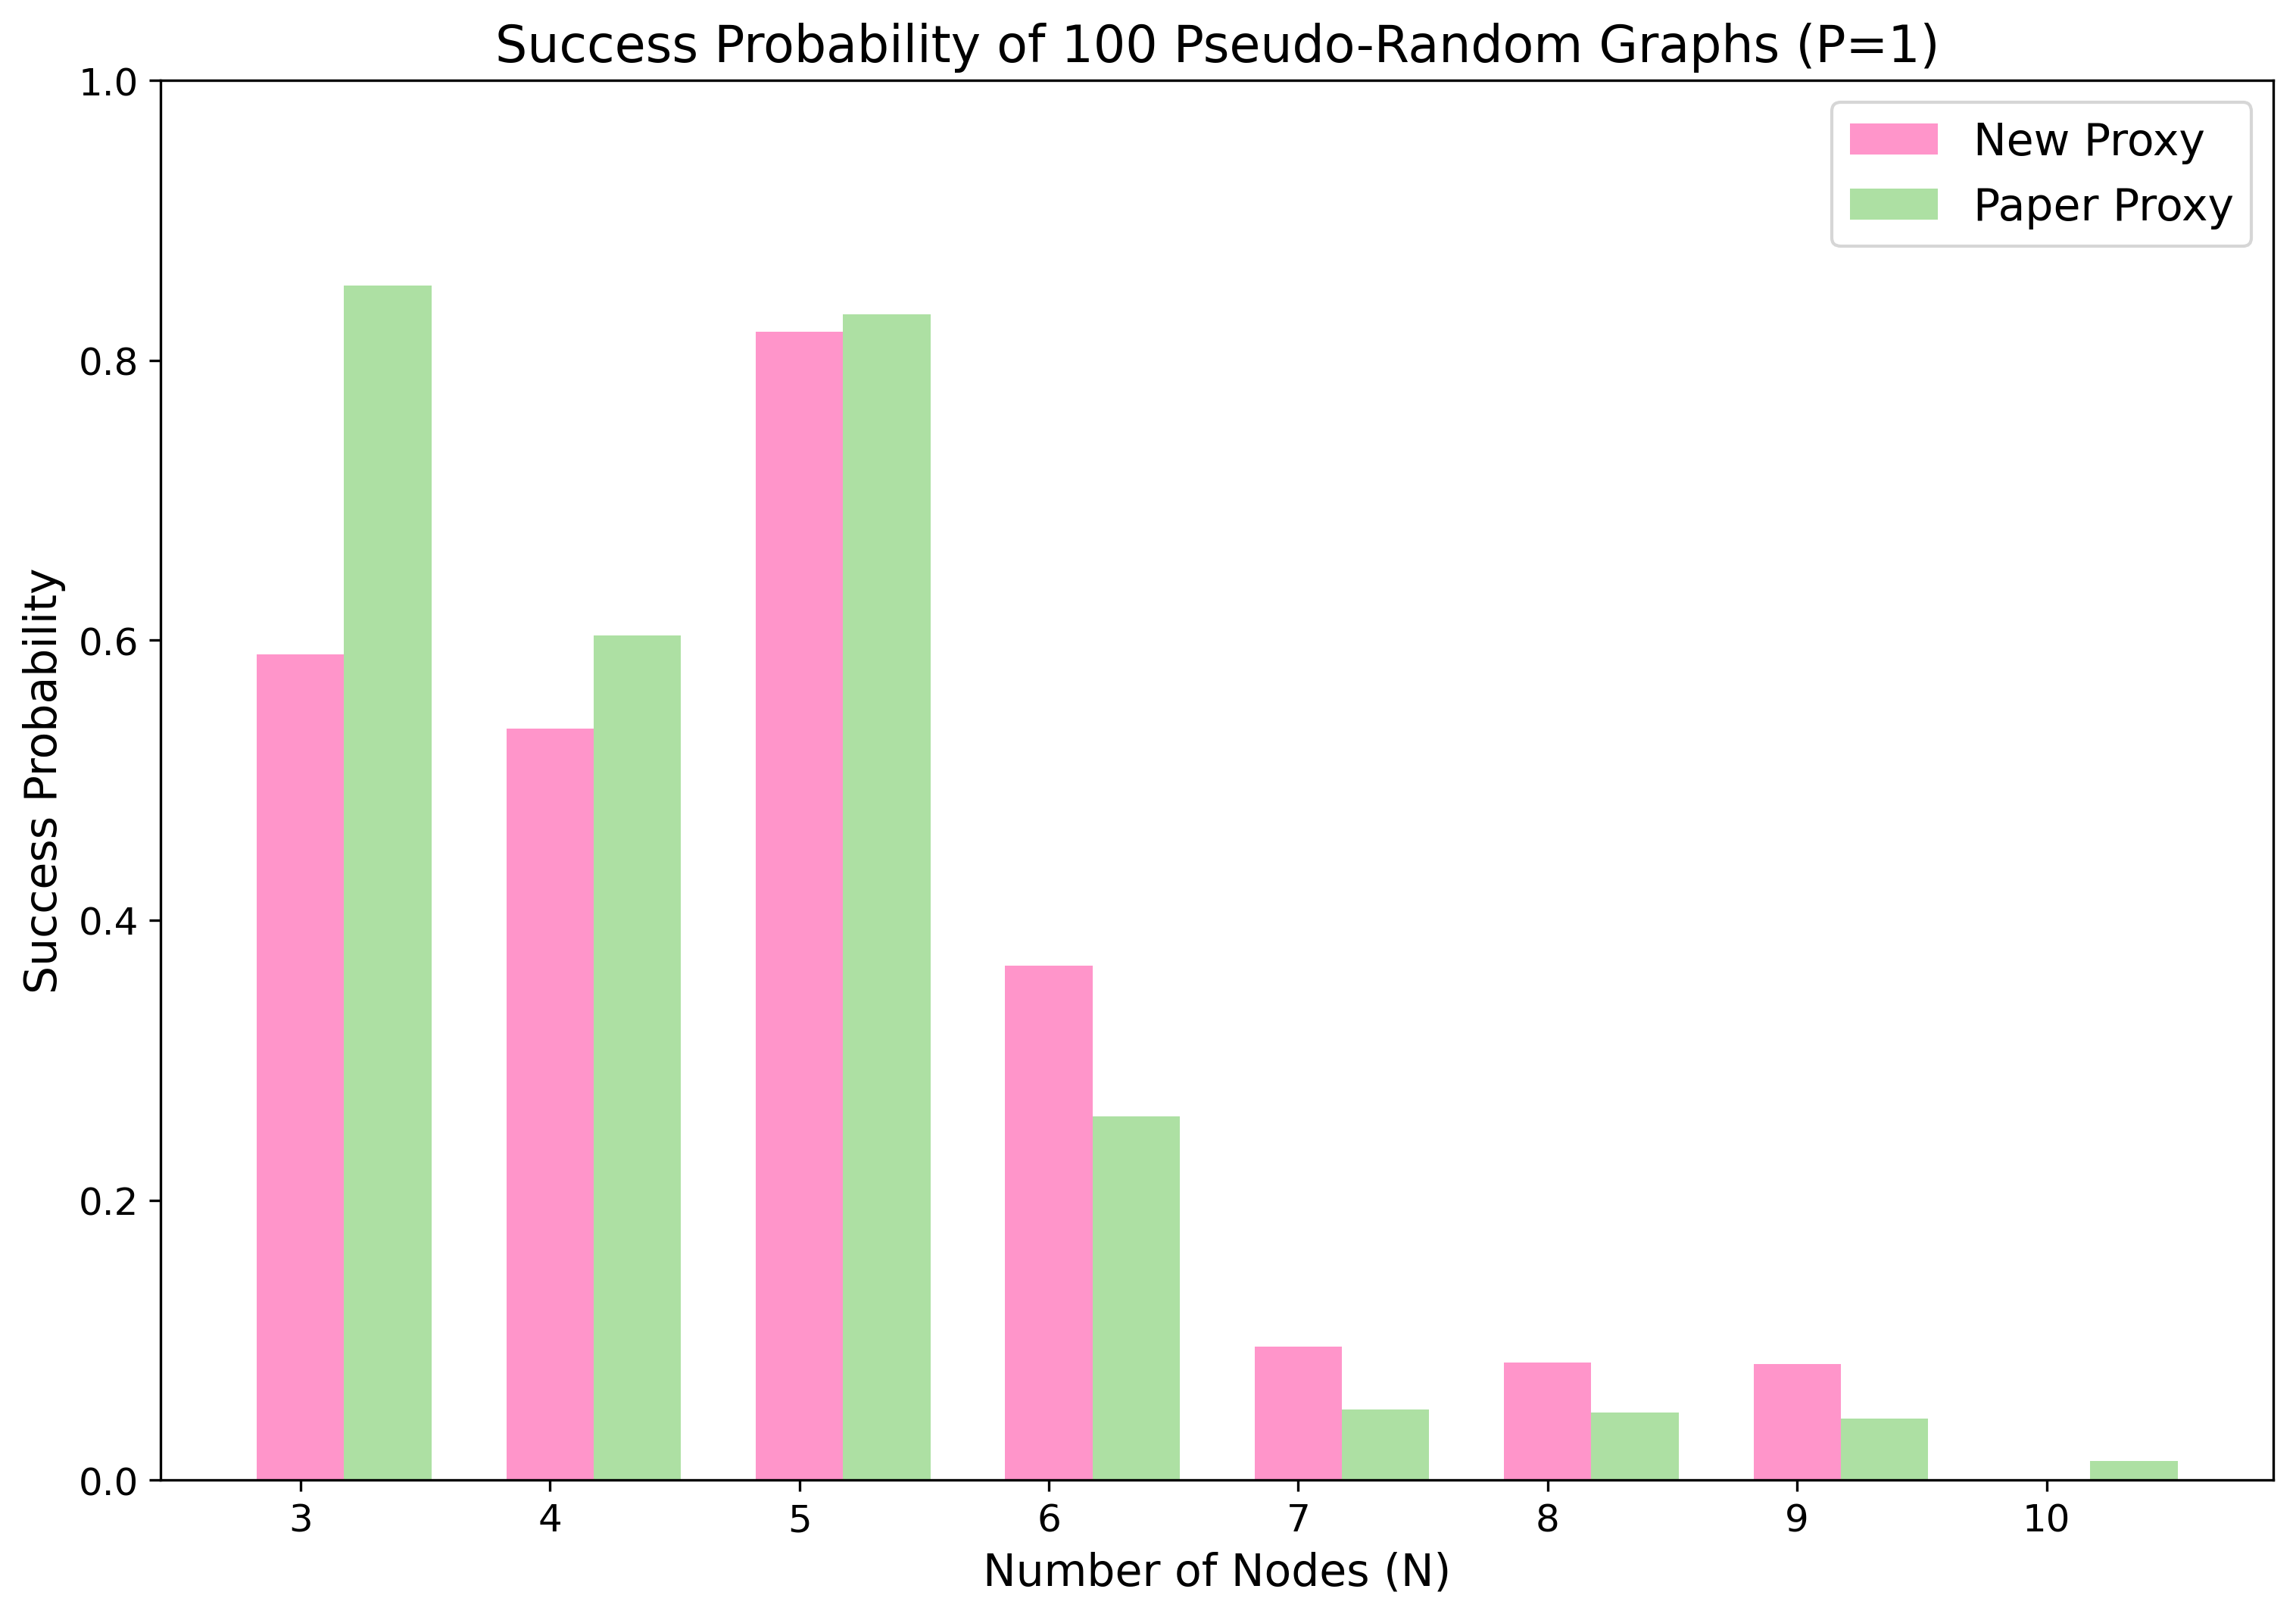 Success Probability of 100 Pseudo-Random Graphs (P=1)
New Proxy
Paper Proxy
Success Probability
1.0
0.8
0.6
0.4
0.2
0.0
3 4 5 6 7 8 9 10
Number of Nodes (N)